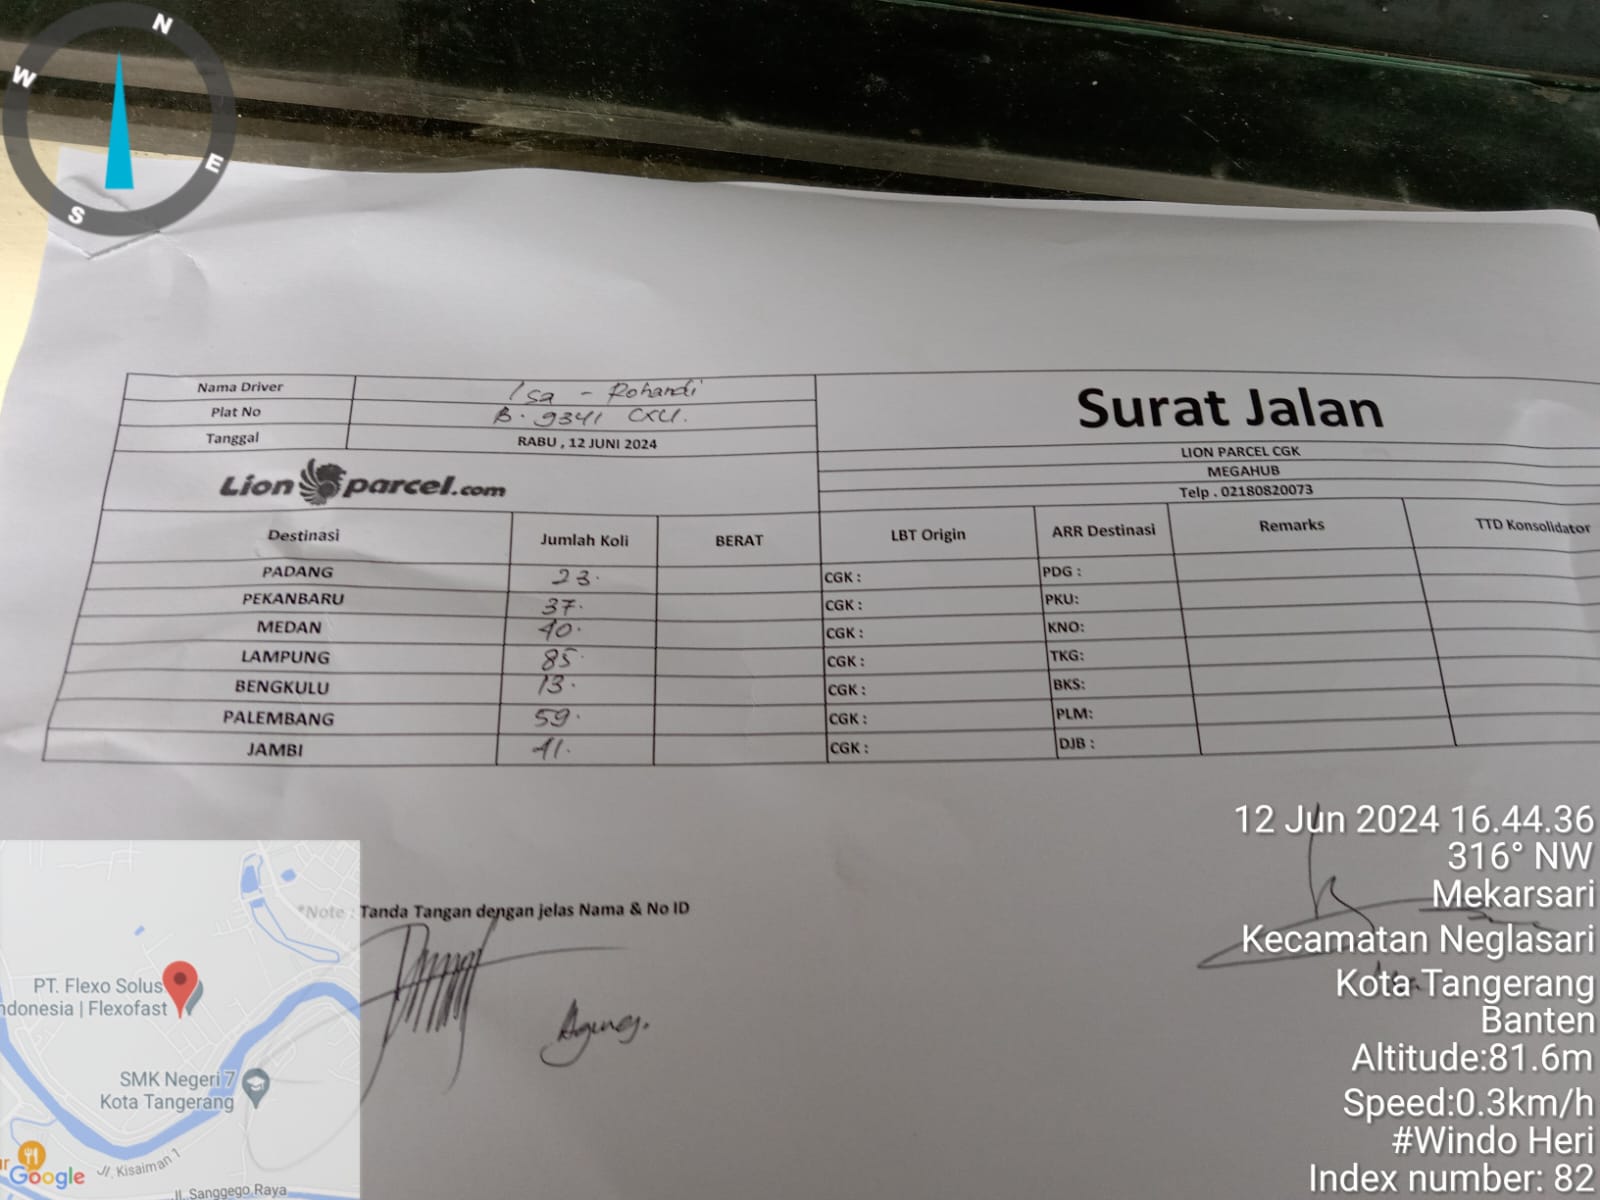 N
W
E
S
Nama Driver Isa - Rohandi
Plat No B. 9341 CXU.
Tanggal RABU , 12 JUNI 2024
Surat Jalan
LION PARCEL CGK
MEGAHUB
Telp . 02180820073
Lion parcel.com
Destinasi Jumlah Koli BERAT LBT Origin ARR Destinasi Remarks TTD Konsolidator
PADANG 23. CGK : PDG :
PEKANBARU 37. CGK : PKU:
MEDAN 40. CGK : KNO:
LAMPUNG 85. CGK : TKG:
BENGKULU 13. CGK : BKS:
PALEMBANG 59. CGK : PLM:
JAMBI 41. CGK : DJB :
*Note : Tanda Tangan dengan jelas Nama & No ID
Agung.
12 Jun 2024 16.44.36
316° NW
Mekarsari
Kecamatan Neglasari
Kota Tangerang
Banten
Altitude:81.6m
Speed:0.3km/h
#Windo Heri
Index number: 82
PT. Flexo Solus
ndonesia | Flexofast
SMK Negeri 7
Kota Tangerang
Google
Jl. Kisaiman 1
Jl. Sanggego Raya